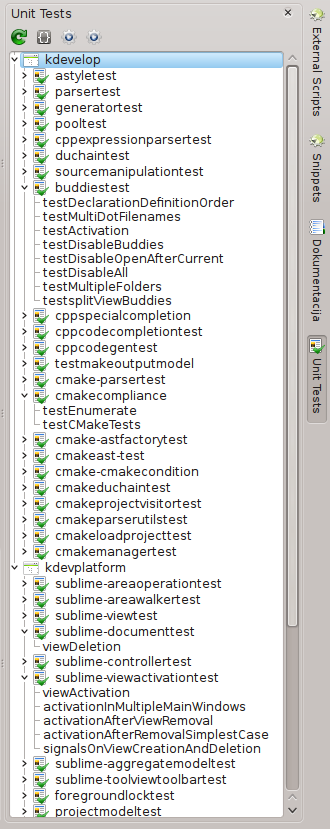 Unit Tests
kdevelop
astyletest
parsertest
generatortest
pooltest
cppexpressionparsertest
duchaintest
sourcemanipulationtest
buddiestest
testDeclarationDefinitionOrder
testMultiDotFilenames
testActivation
testDisableBuddies
testDisableOpenAfterCurrent
testDisableAll
testMultipleFolders
testsplitViewBuddies
cppspecialcompletion
cppcodecompletiontest
cppcodegentest
testmakeoutputmodel
cmake-parsertest
cmakecompliance
testEnumerate
testCMakeTests
cmake-astfactorytest
cmakeast-test
cmake-cmakecondition
cmakeduchaintest
cmakeprojectvisitortest
cmakeparserutilstest
cmakeloadprojecttest
cmakemanagertest
kdevplatform
sublime-areaoperationtest
sublime-areawalkertest
sublime-viewtest
sublime-documenttest
viewDeletion
sublime-controllertest
sublime-viewactivationtest
viewActivation
activationInMultipleMainWindows
activationAfterViewRemoval
activationAfterRemovalSimplestCase
signalsOnViewCreationAndDeletion
sublime-aggregatemodeltest
sublime-toolviewtoolbartest
foregroundlocktest
projectmodeltest
External Scripts
Snippets
Dokumentacija
Unit Tests